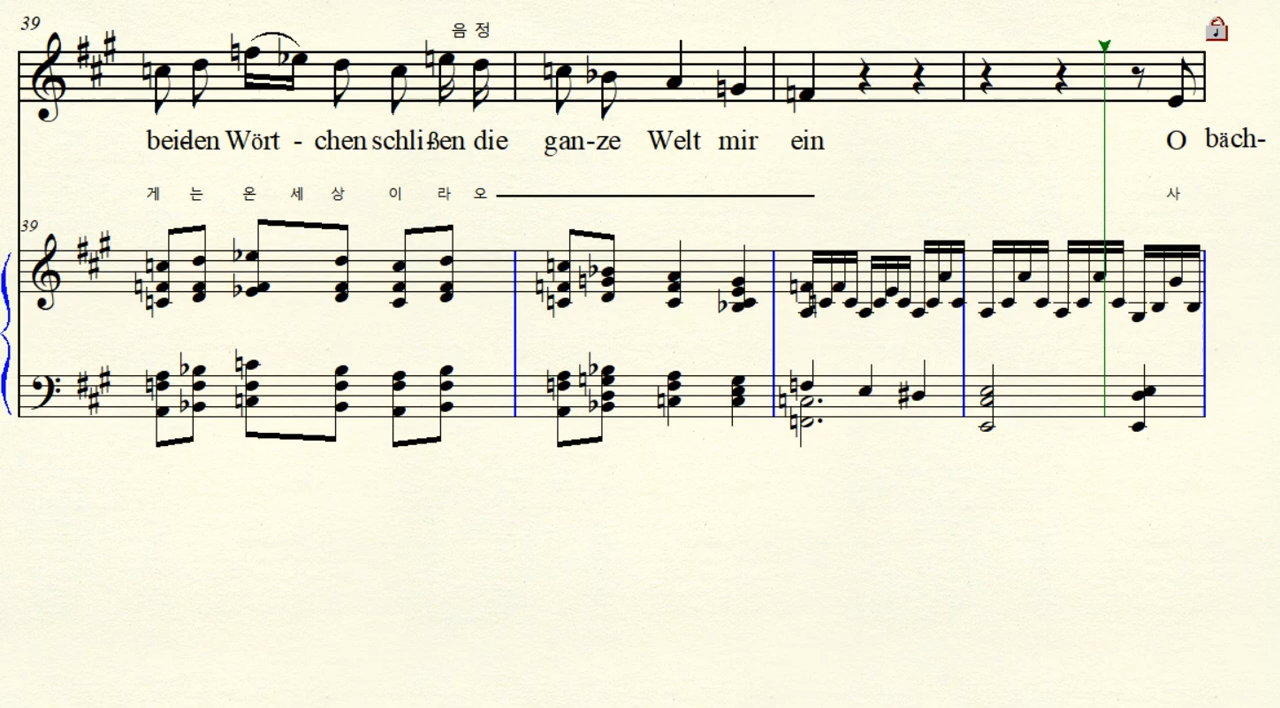 39
음 정
beiden Wört - chen schlißen die gan-ze Welt mir ein O bäch-
게 는 온 세 상 이 라 오 사
39